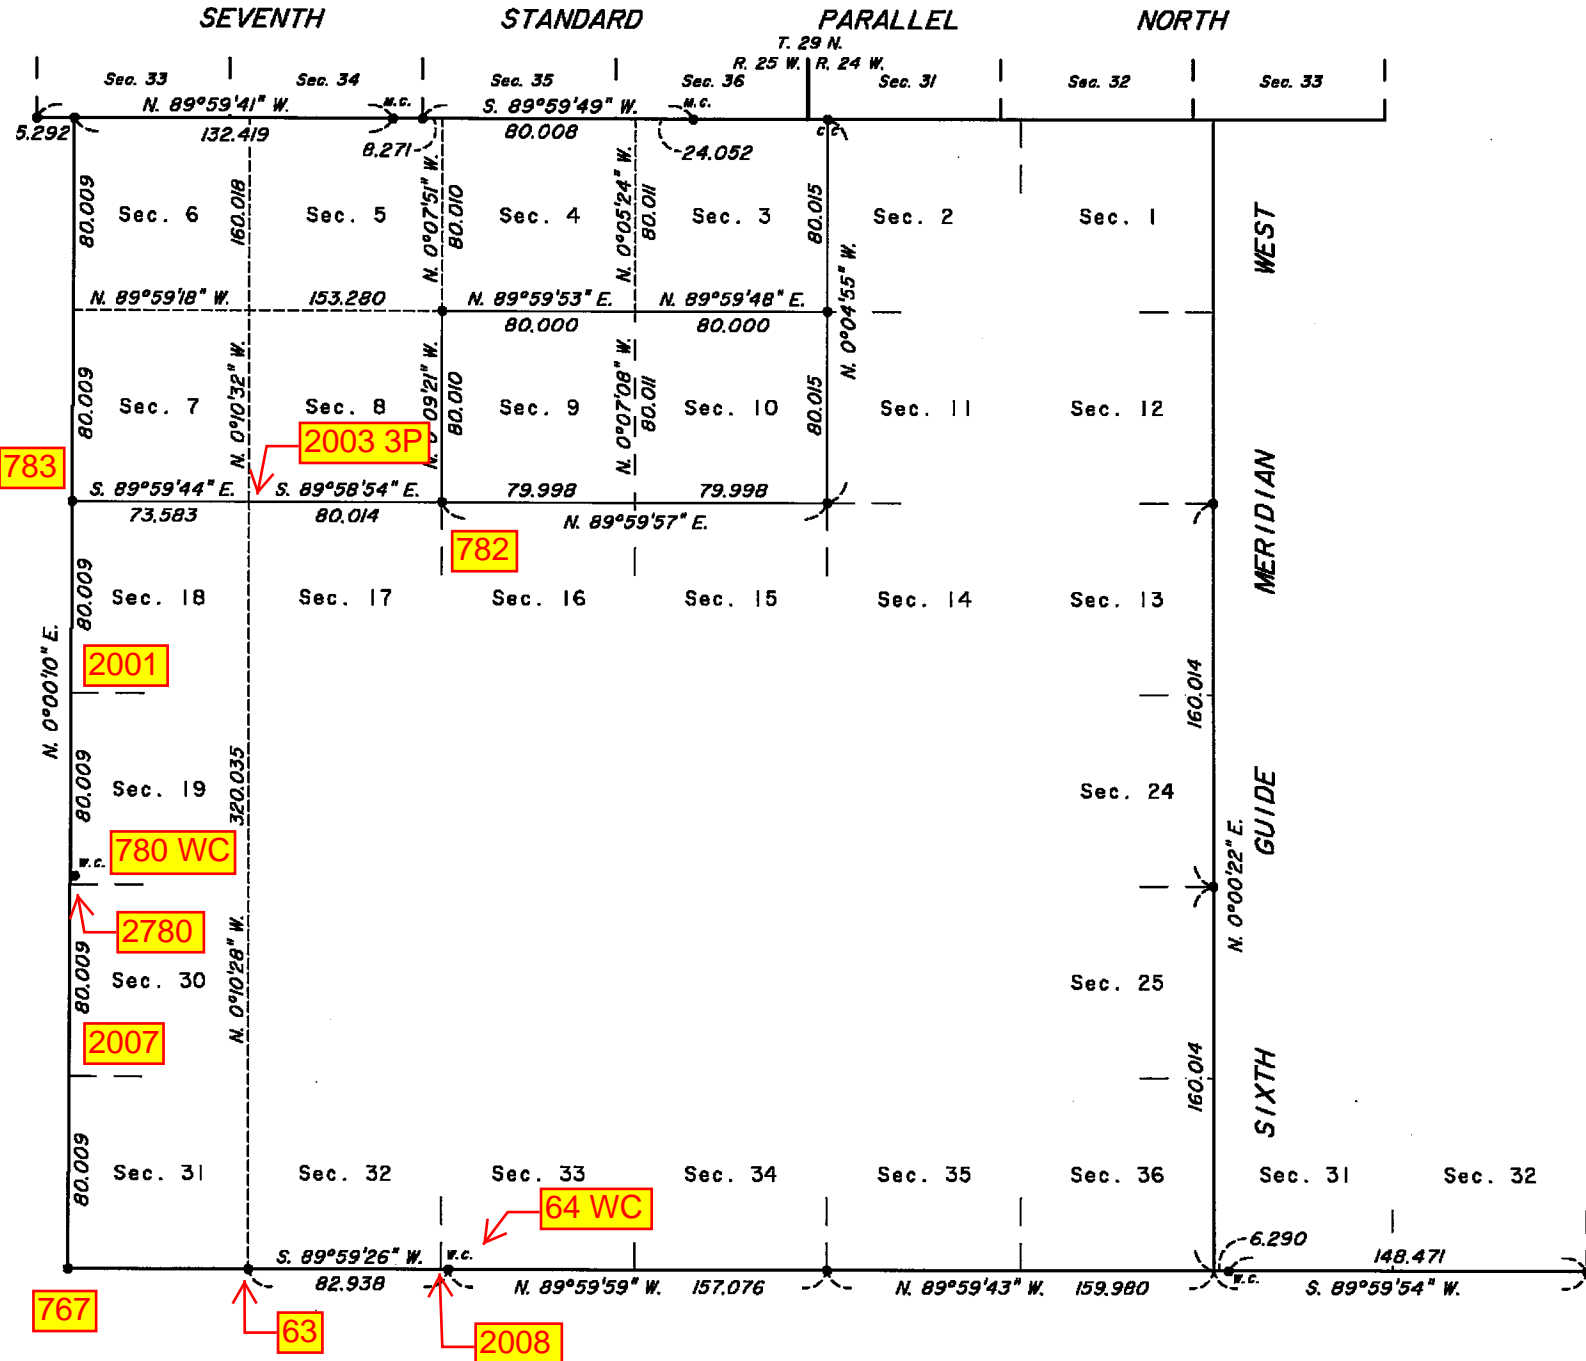 SEVENTH STANDARD PARALLEL NORTH
T. 29 N.
R. 25 W. R. 24 W.
Sec. 33 Sec. 34 Sec. 35 Sec. 36 Sec. 31 Sec. 32 Sec. 33
N. 89°59'41" W. M.C. S. 89°59'49" W. M.C.
5.292 132.419 80.008 C C
8.271 24.052
80.009 160.018 N. 0°07'51" W. 80.010 N. 0°05'24" W. 80.011 80.015
Sec. 6 Sec. 5 Sec. 4 Sec. 3 Sec. 2 Sec. 1
WEST
N. 0°04'55" W.
N. 89°59'18" W. 153.280 N. 89°59'53" E. N. 89°59'48" E.
80.000 80.000
80.009 N. 0°10'32" W. 09'21" W. 80.010 N. 0°07'08" W. 80.011 80.015
Sec. 7 Sec. 8 Sec. 9 Sec. 10 Sec. 11 Sec. 12
2003 3P
783
MERIDIAN
S. 89°59'44" E. S. 89°58'54" E. 79.998 79.998
73.583 80.014 N. 89°59'57" E.
782
80.009
Sec. 18 Sec. 17 Sec. 16 Sec. 15 Sec. 14 Sec. 13
N. 0°00'10" E.
2001
160.014
80.009 320.035
Sec. 19 Sec. 24
GUIDE
780 WC
W.C.
N. 0°00'22" E.
2780
80.009 N. 0°10'28" W.
Sec. 30 Sec. 25
2007
160.014
SIXTH
80.009
Sec. 31 Sec. 32 Sec. 33 Sec. 34 Sec. 35 Sec. 36 Sec. 31 Sec. 32
64 WC
S. 89°59'26" W. W.C. 6.290 148.471
82.938 N. 89°59'59" W. 157.076 N. 89°59'43" W. 159.980 W.C. S. 89°59'54" W.
767
63
2008